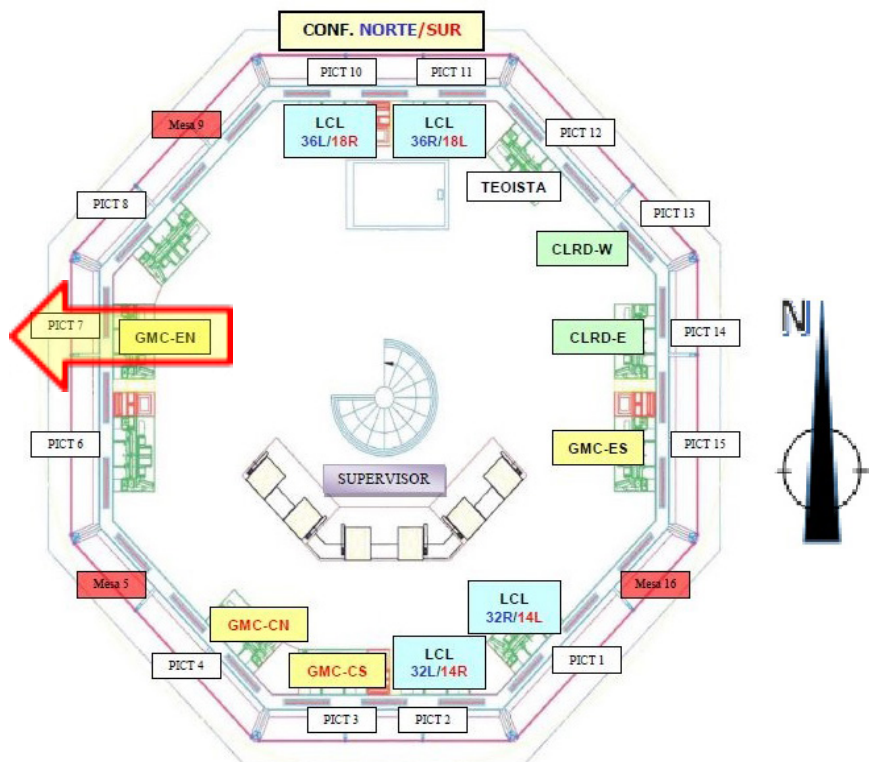 CONF. NORTE/SUR
PICT 10
PICT 11
Mesa 9
LCL
36L/18R
LCL
36R/18L
PICT 12
TEOISTA
PICT 8
PICT 13
CLRD-W
PICT 7
GMC-EN
CLRD-E
PICT 14
N
PICT 6
GMC-ES
PICT 15
SUPERVISOR
Mesa 5
Mesa 16
LCL
32R/14L
GMC-CN
LCL
32L/14R
PICT 4
GMC-CS
PICT 1
PICT 3
PICT 2